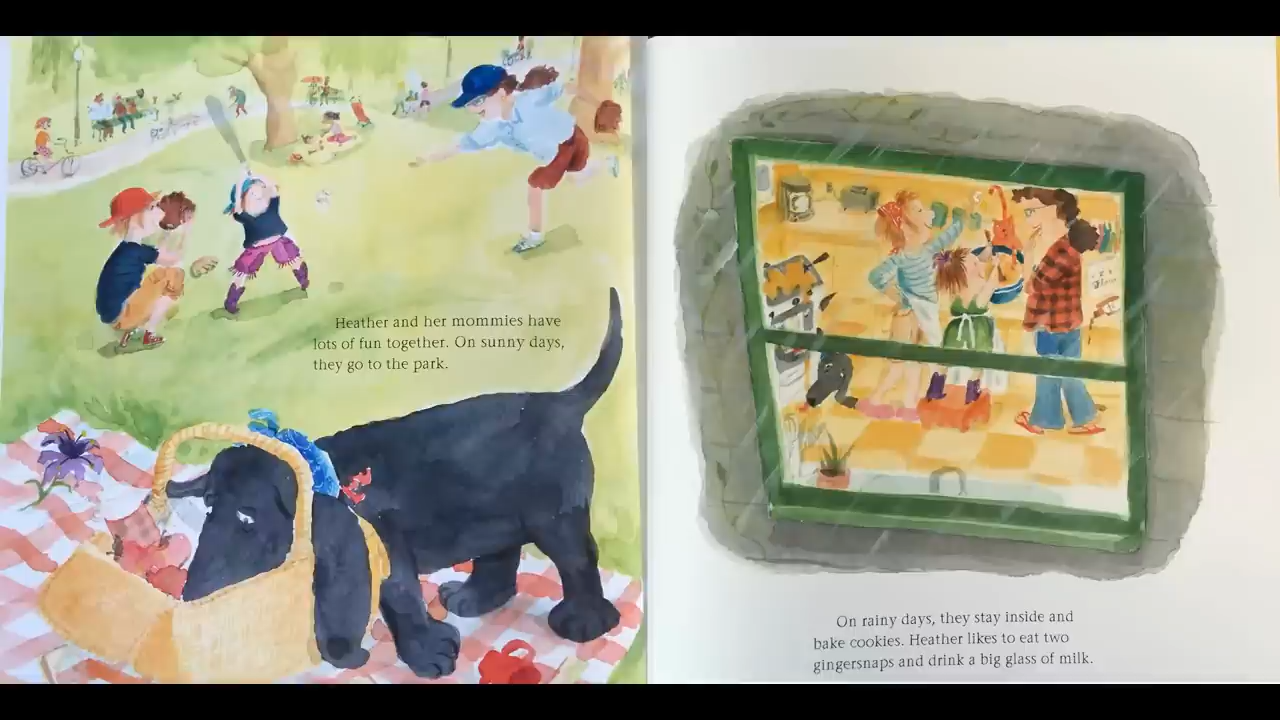 Heather and her mommies have
lots of fun together. On sunny days,
they go to the park.
On rainy days, they stay inside and
bake cookies. Heather likes to eat two
gingersnaps and drink a big glass of milk.